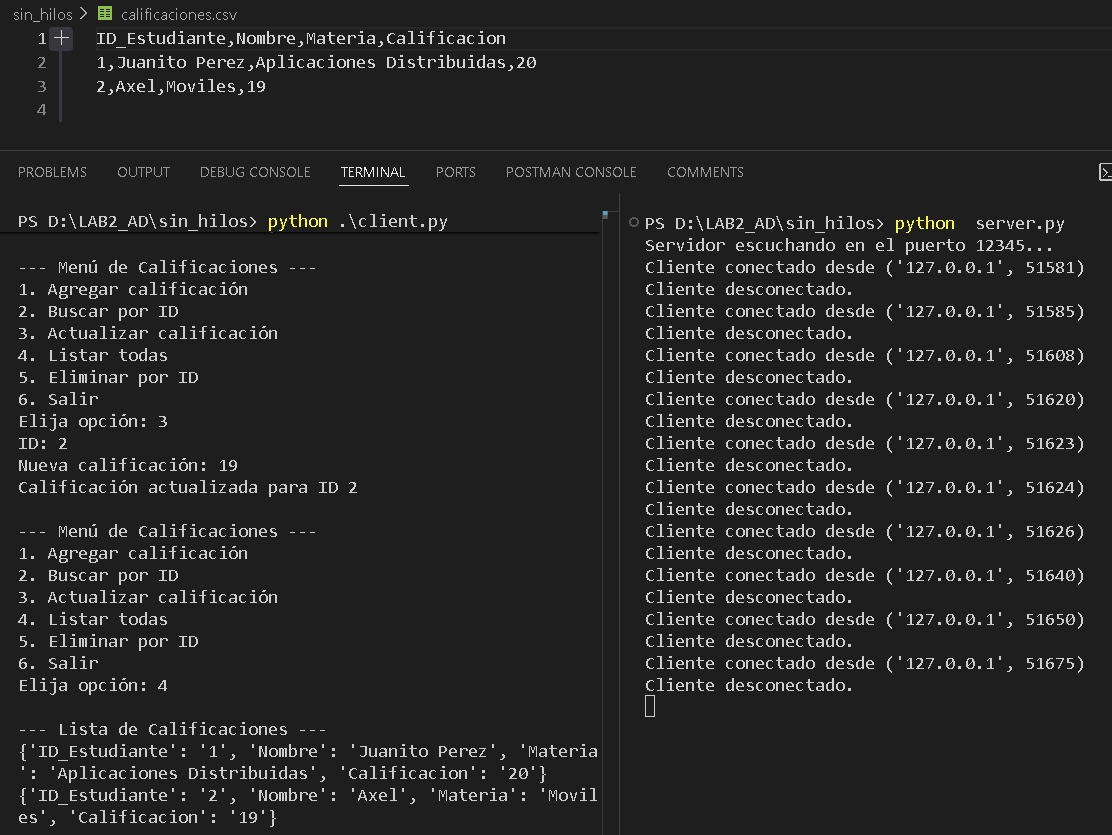 sin_hilos > calificaciones.csv
1 + ID_Estudiante,Nombre,Materia,Calificacion
2 1,Juanito Perez,Aplicaciones Distribuidas,20
3 2,Axel,Moviles,19
4
PROBLEMS OUTPUT DEBUG CONSOLE TERMINAL PORTS POSTMAN CONSOLE COMMENTS
PS D:\LAB2_AD\sin_hilos> python .\client.py
--- Menú de Calificaciones ---
1. Agregar calificación
2. Buscar por ID
3. Actualizar calificación
4. Listar todas
5. Eliminar por ID
6. Salir
Elija opción: 3
ID: 2
Nueva calificación: 19
Calificación actualizada para ID 2
--- Menú de Calificaciones ---
1. Agregar calificación
2. Buscar por ID
3. Actualizar calificación
4. Listar todas
5. Eliminar por ID
6. Salir
Elija opción: 4
--- Lista de Calificaciones ---
{'ID_Estudiante': '1', 'Nombre': 'Juanito Perez', 'Materia
': 'Aplicaciones Distribuidas', 'Calificacion': '20'}
{'ID_Estudiante': '2', 'Nombre': 'Axel', 'Materia': 'Movil
es', 'Calificacion': '19'}
PS D:\LAB2_AD\sin_hilos> python  server.py
Servidor escuchando en el puerto 12345...
Cliente conectado desde ('127.0.0.1', 51581)
Cliente desconectado.
Cliente conectado desde ('127.0.0.1', 51585)
Cliente desconectado.
Cliente conectado desde ('127.0.0.1', 51608)
Cliente desconectado.
Cliente conectado desde ('127.0.0.1', 51620)
Cliente desconectado.
Cliente conectado desde ('127.0.0.1', 51623)
Cliente desconectado.
Cliente conectado desde ('127.0.0.1', 51624)
Cliente desconectado.
Cliente conectado desde ('127.0.0.1', 51626)
Cliente desconectado.
Cliente conectado desde ('127.0.0.1', 51640)
Cliente desconectado.
Cliente conectado desde ('127.0.0.1', 51650)
Cliente desconectado.
Cliente conectado desde ('127.0.0.1', 51675)
Cliente desconectado.